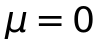 μ = 0